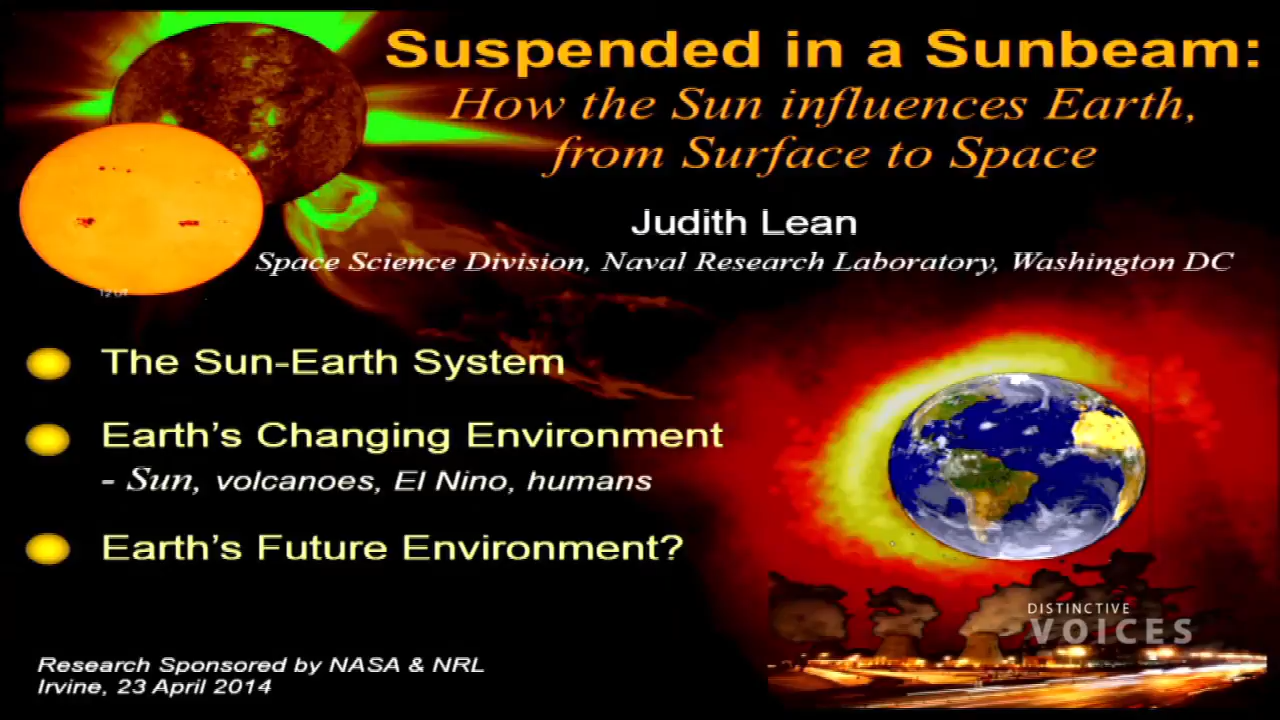 Suspended in a Sunbeam:
How the Sun influences Earth,
from Surface to Space
Judith Lean
Space Science Division, Naval Research Laboratory, Washington DC
12 UT
The Sun-Earth System
Earth's Changing Environment
- Sun, volcanoes, El Nino, humans
Earth's Future Environment?
DISTINCTIVE
VOICES
Research Sponsored by NASA & NRL
Irvine, 23 April 2014